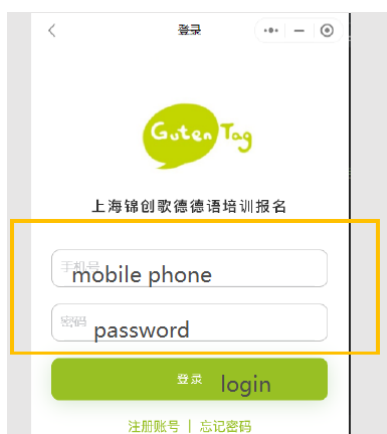 登录
Guten Tag
上海锦创歌德德语培训报名
手机号
mobile phone
密码
password
登录
login
注册账号 | 忘记密码